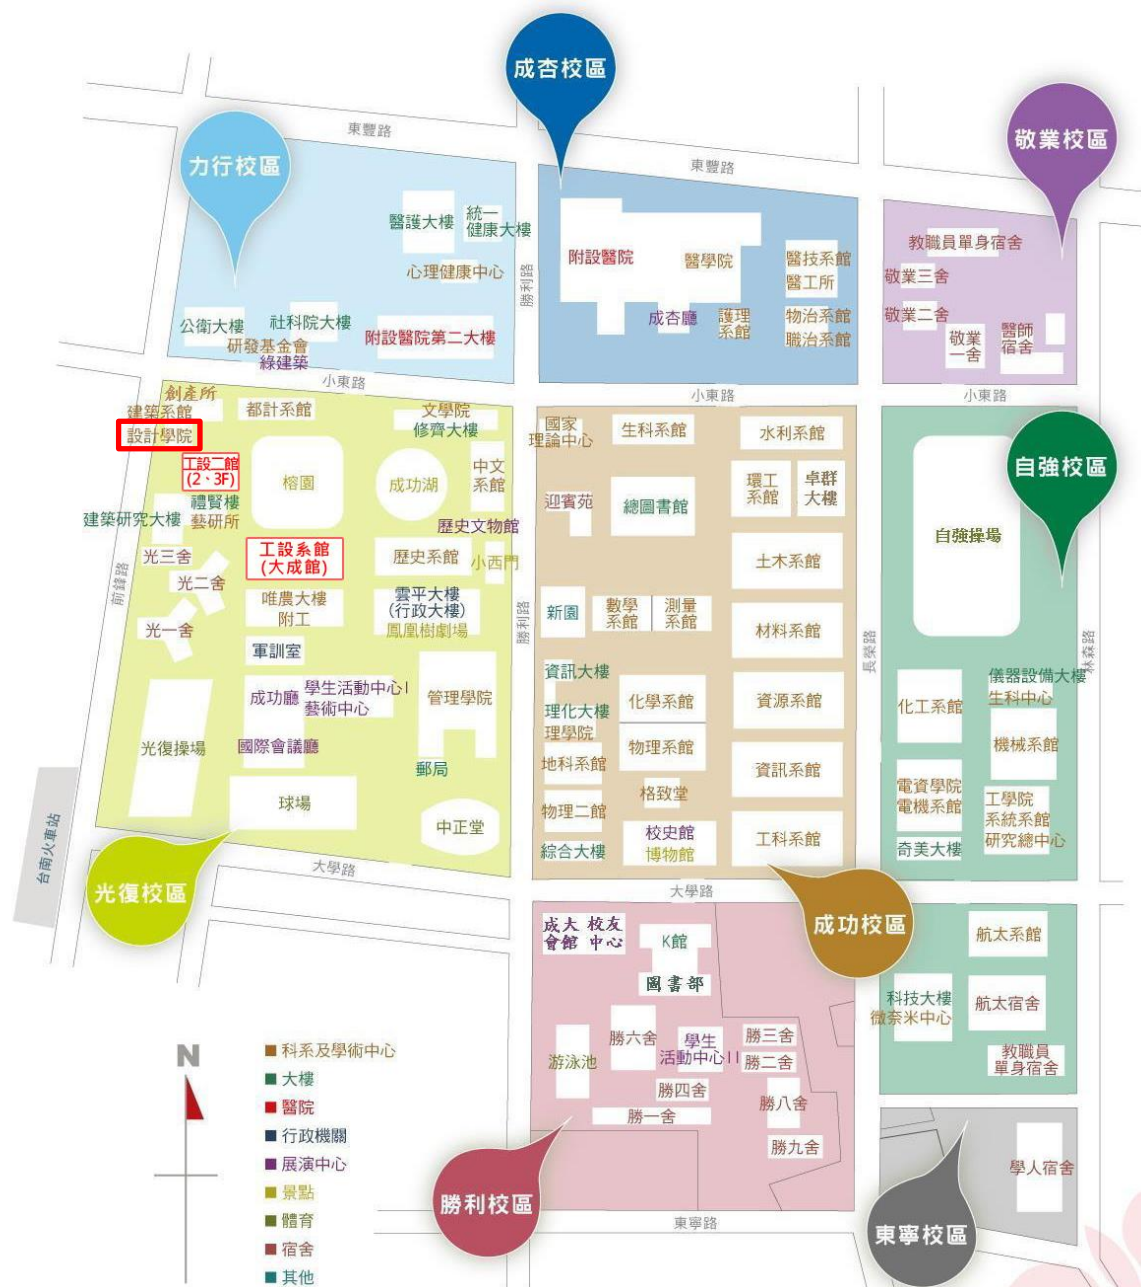 成杏校區
敬業校區
力行校區
東豐路
東豐路
醫護大樓
統一
健康大樓
心理健康中心
公衛大樓
社科院大樓
研發基金會
綠建築
附設醫院第二大樓
勝利路
附設醫院
醫學院
醫技系館
醫工所
成杏廳
護理
系館
物治系館
職治系館
教職員單身宿舍
敬業三舍
敬業二舍
敬業
一舍
醫師
宿舍
小東路
小東路
小東路
創產所
建築系館
設計學院
都計系館
文學院
修齊大樓
工設二館
(2、3F)
榕園
成功湖
中文
系館
禮賢樓
藝研所
建築研究大樓
歷史文物館
光三舍
工設系館
(大成館)
歷史系館
小西門
光二舍
前鋒路
唯農大樓
附工
雲平大樓
(行政大樓)
鳳凰樹劇場
光一舍
軍訓室
勝利路
成功廳
學生活動中心I
藝術中心
管理學院
光復操場
國際會議廳
郵局
球場
中正堂
台南火車站
光復校區
大學路
國家
理論中心
生科系館
水利系館
迎賓苑
總圖書館
環工
系館
卓群
大樓
土木系館
新園
數學
系館
測量
系館
材料系館
長榮路
資訊大樓
理化大樓
理學院
化學系館
資源系館
地科系館
物理系館
資訊系館
物理二館
格致堂
綜合大樓
校史館
博物館
工科系館
大學路
成功校區
自強校區
自強操場
林森路
儀器設備大樓
生科中心
化工系館
機械系館
電資學院
電機系館
工學院
系統系館
研究總中心
奇美大樓
航太系館
科技大樓
微奈米中心
航太宿舍
教職員
單身宿舍
成大 校友
會館 中心
K館
圖書部
勝六舍
學生
活動中心II
勝三舍
勝二舍
游泳池
勝四舍
勝八舍
勝一舍
勝九舍
勝利校區
東寧路
學人宿舍
東寧校區
N
科系及學術中心
大樓
醫院
行政機關
展演中心
景點
體育
宿舍
其他